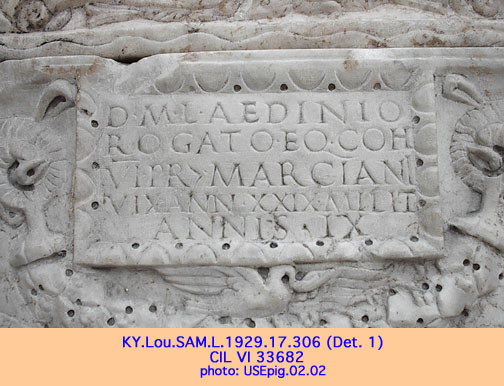 D·M·L·AEDINIO
ROGATO·EQ·COH
VI·PR>MARCIANI
VIX·ANN·XXIX·MILIT
ANNIS·IX
KY.Lou.SAM.L.1929.17.306 (Det. 1)
CIL VI 33682
photo: USEpig.02.02